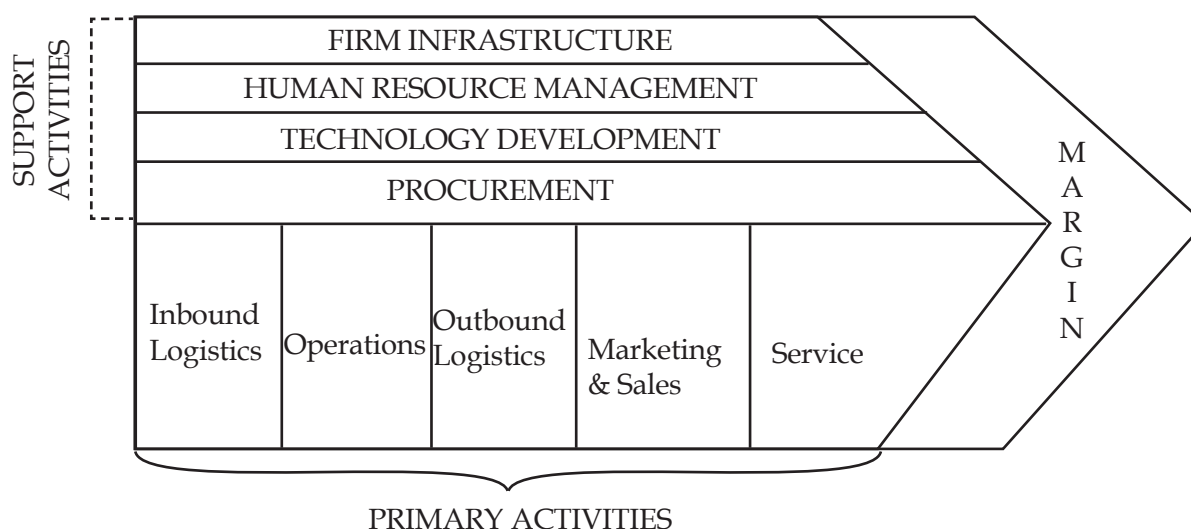 SUPPORT
ACTIVITIES
FIRM INFRASTRUCTURE
HUMAN RESOURCE MANAGEMENT
TECHNOLOGY DEVELOPMENT
PROCUREMENT
MARGIN
Inbound
Logistics
Operations
Outbound
Logistics
Marketing
& Sales
Service
PRIMARY ACTIVITIES